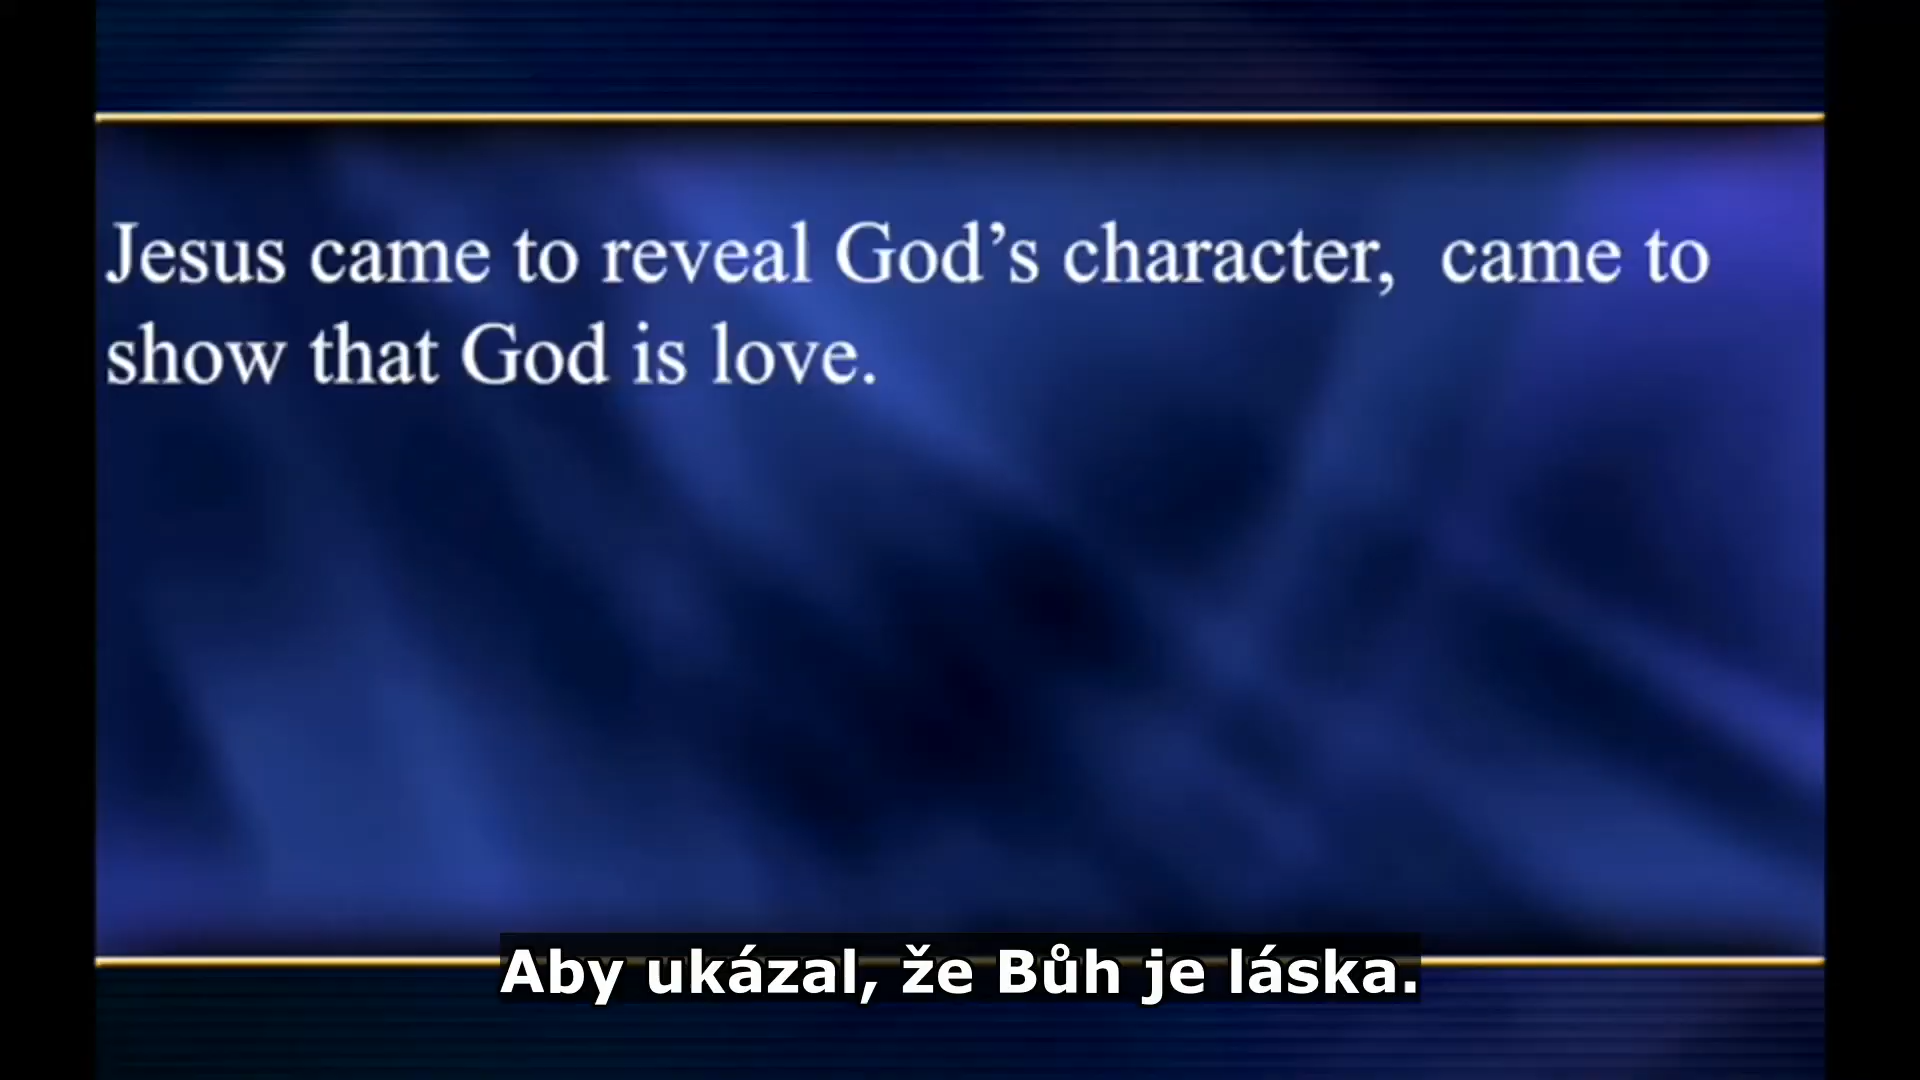 Jesus came to reveal God’s character,  came to
show that God is love.
Aby ukázal, že Bůh je láska.